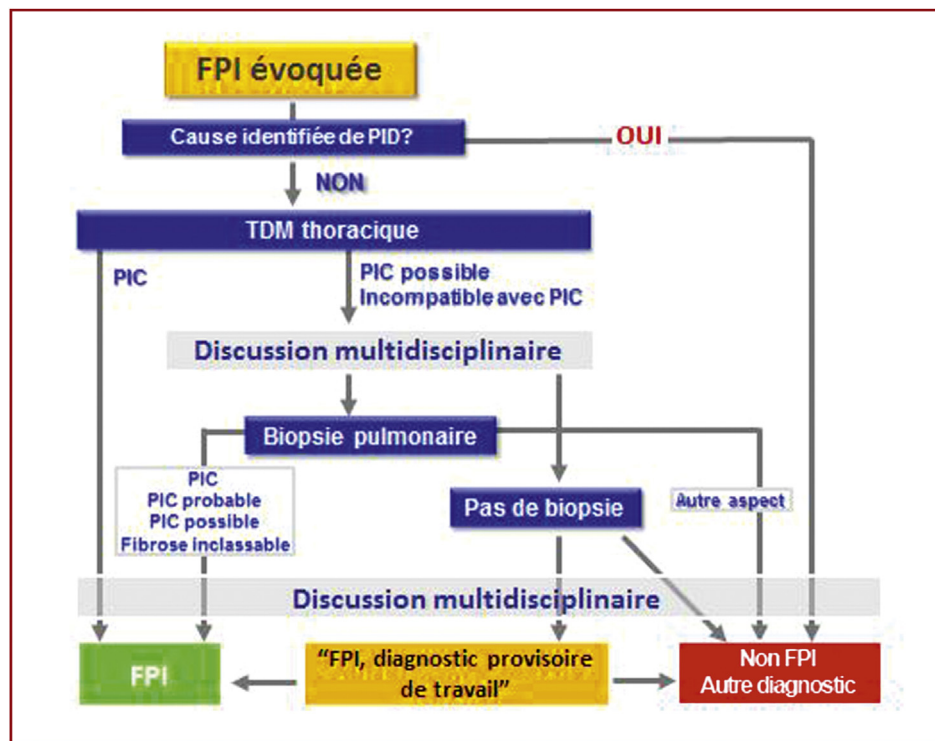 FPI évoquée
Cause identifiée de PID?
OUI
NON
TDM thoracique
PIC
PIC possible
Incompatible avec PIC
Discussion multidisciplinaire
Biopsie pulmonaire
PIC
PIC probable
PIC possible
Fibrose inclassable
Pas de biopsie
Autre aspect
Discussion multidisciplinaire
FPI
“FPI, diagnostic provisoire
de travail”
Non FPI
Autre diagnostic